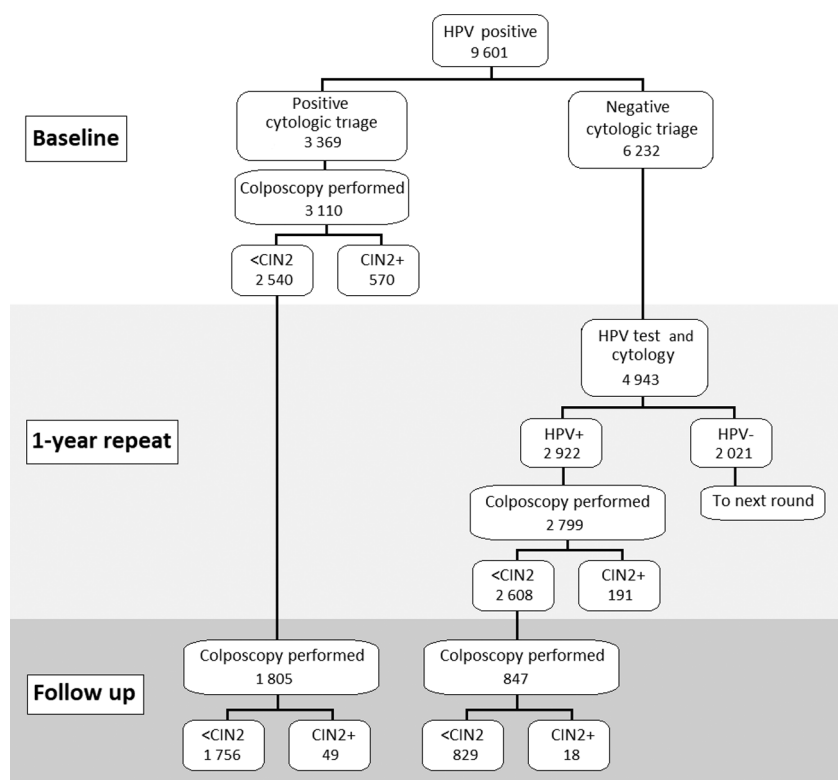 HPV positive
9 601
Baseline
Positive
cytologic triage
3 369
Negative
cytologic triage
6 232
Colposcopy performed
3 110
<CIN2
2 540
CIN2+
570
HPV test and
cytology
4 943
1-year repeat
HPV+
2 922
HPV-
2 021
Colposcopy performed
2 799
To next round
<CIN2
2 608
CIN2+
191
Follow up
Colposcopy performed
1 805
Colposcopy performed
847
<CIN2
1 756
CIN2+
49
<CIN2
829
CIN2+
18